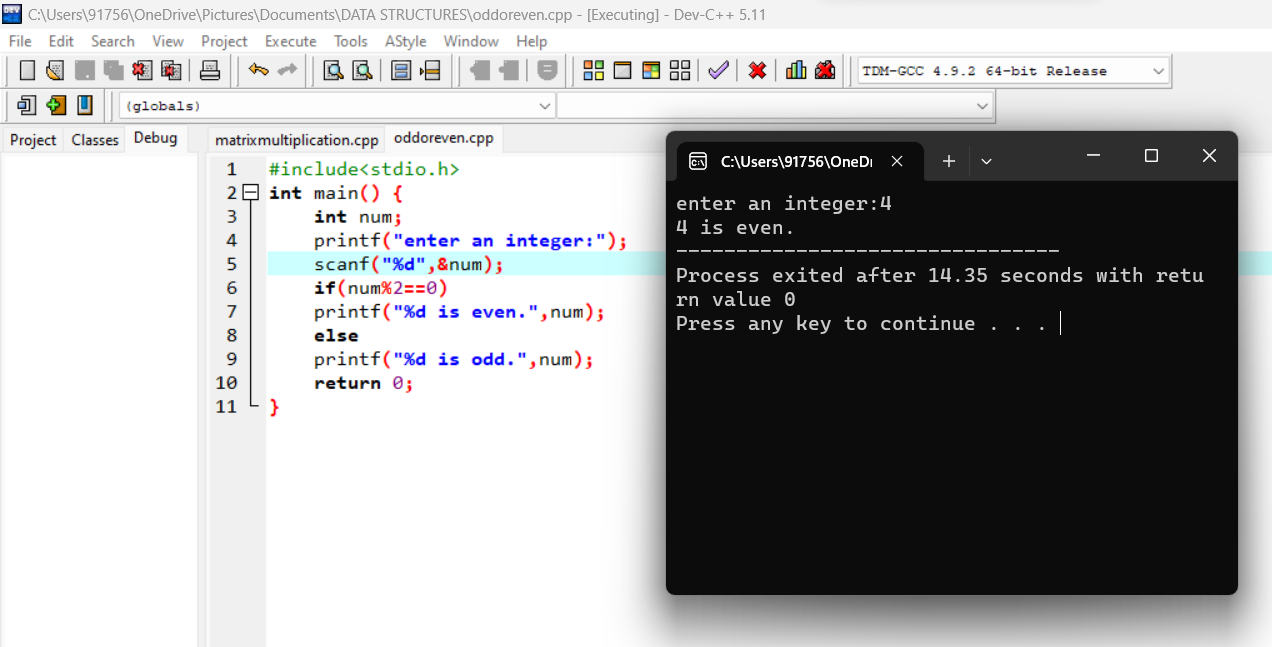 C:\Users\91756\OneDrive\Pictures\Documents\DATA STRUCTURES\oddoreven.cpp - [Executing] - Dev-C++ 5.11
File Edit Search View Project Execute Tools AStyle Window Help
TDM-GCC 4.9.2 64-bit Release
(globals)
Project Classes Debug
matrixmultiplication.cpp oddoreven.cpp
1 #include<stdio.h>
2 int main() {
3 int num;
4 printf("enter an integer:");
5 scanf("%d",&num);
6 if(num%2==0)
7 printf("%d is even.",num);
8 else
9 printf("%d is odd.",num);
10 return 0;
11 }
C:\Users\91756\OneDr
enter an integer:4
4 is even.
--------------------------------
Process exited after 14.35 seconds with retu
rn value 0
Press any key to continue . . .